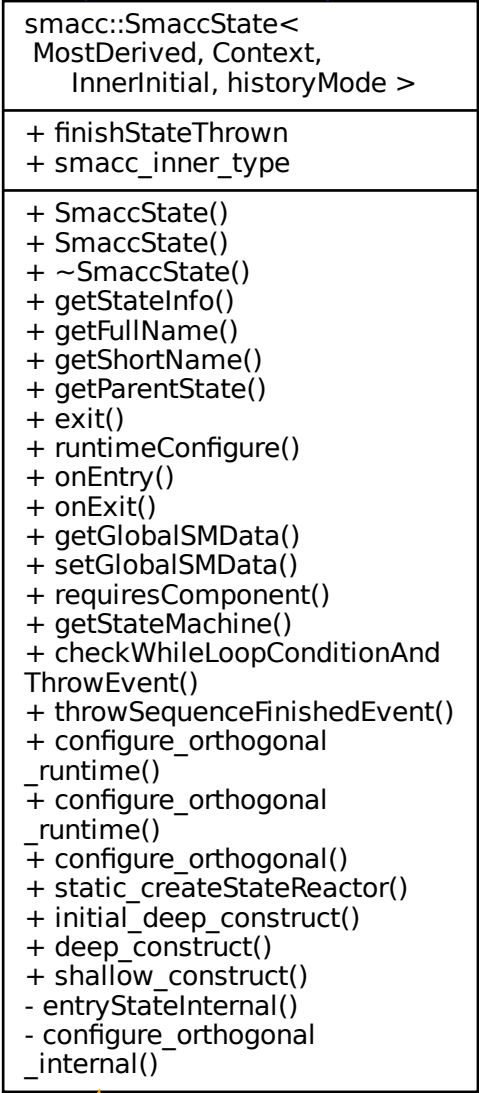 smacc::SmaccState<
MostDerived, Context,
InnerInitial, historyMode >
+ finishStateThrown
+ smacc_inner_type
+ SmaccState()
+ SmaccState()
+ ~SmaccState()
+ getStateInfo()
+ getFullName()
+ getShortName()
+ getParentState()
+ exit()
+ runtimeConfigure()
+ onEntry()
+ onExit()
+ getGlobalSMData()
+ setGlobalSMData()
+ requiresComponent()
+ getStateMachine()
+ checkWhileLoopConditionAnd
ThrowEvent()
+ throwSequenceFinishedEvent()
+ configure_orthogonal
_runtime()
+ configure_orthogonal
_runtime()
+ configure_orthogonal()
+ static_createStateReactor()
+ initial_deep_construct()
+ deep_construct()
+ shallow_construct()
- entryStateInternal()
- configure_orthogonal
_internal()